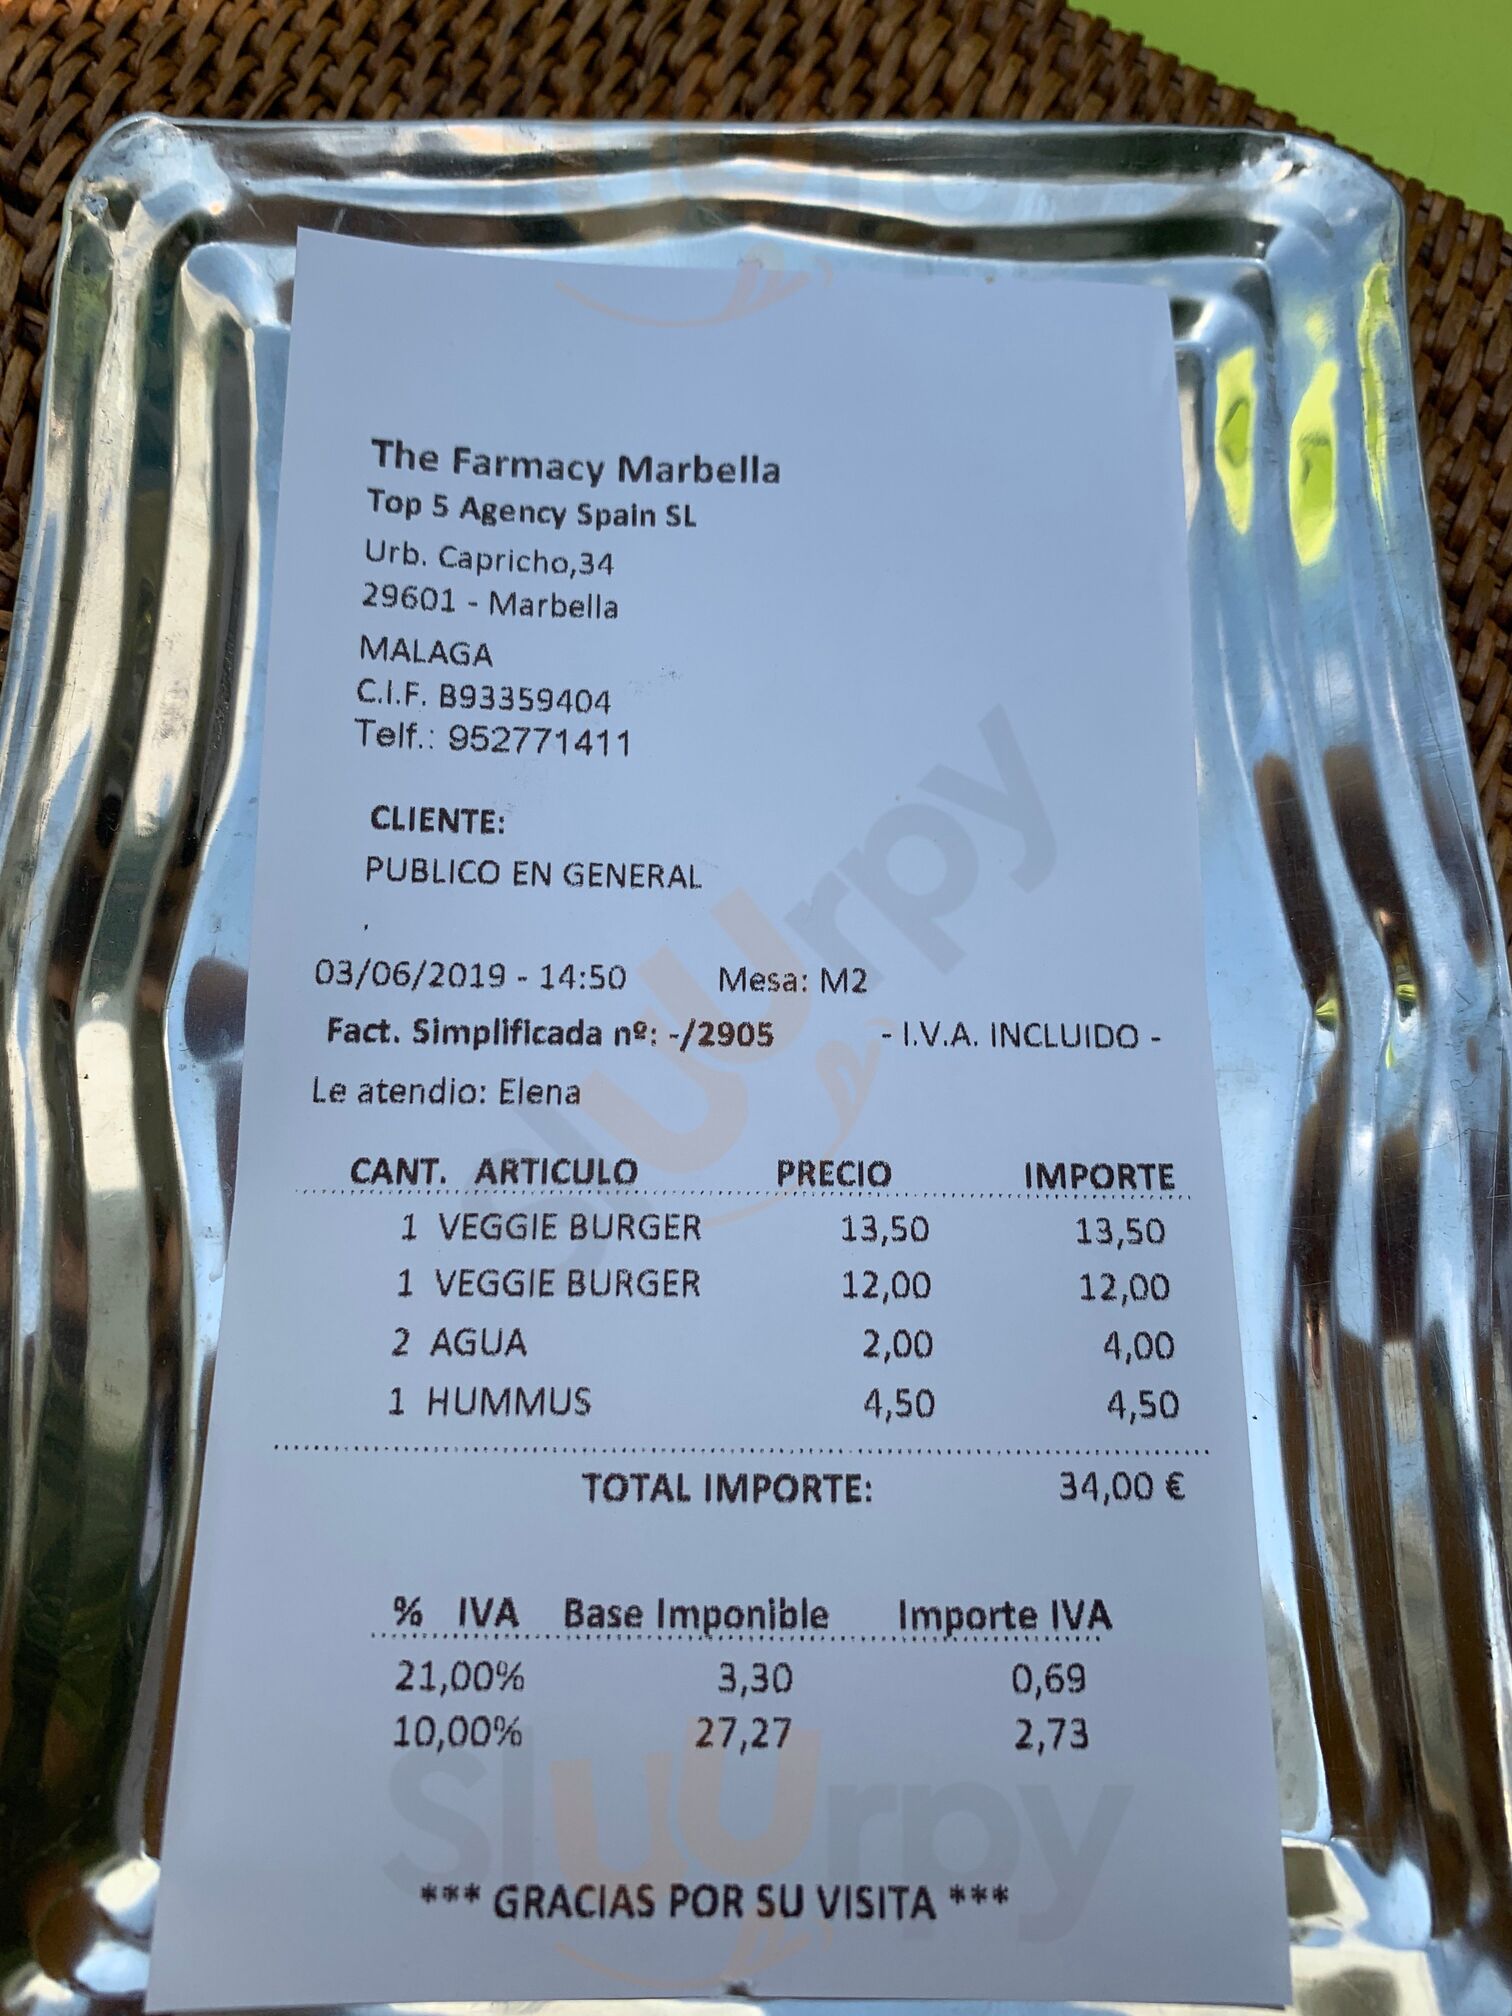 The Farmacy Marbella
Top 5 Agency Spain SL
Urb. Capricho,34
29601 - Marbella
MALAGA
C.I.F. B93359404
Telf.: 952771411
CLIENTE:
PUBLICO EN GENERAL
.
03/06/2019 - 14:50 Mesa: M2
Fact. Simplificada nº: -/2905 - I.V.A. INCLUIDO -
Le atendio: Elena
CANT. ARTICULO PRECIO IMPORTE
1 VEGGIE BURGER 13,50 13,50
1 VEGGIE BURGER 12,00 12,00
2 AGUA 2,00 4,00
1 HUMMUS 4,50 4,50
TOTAL IMPORTE: 34,00 €
% IVA Base Imponible Importe IVA
21,00% 3,30 0,69
10,00% 27,27 2,73
*** GRACIAS POR SU VISITA ***
Sluurpy
Sluurpy